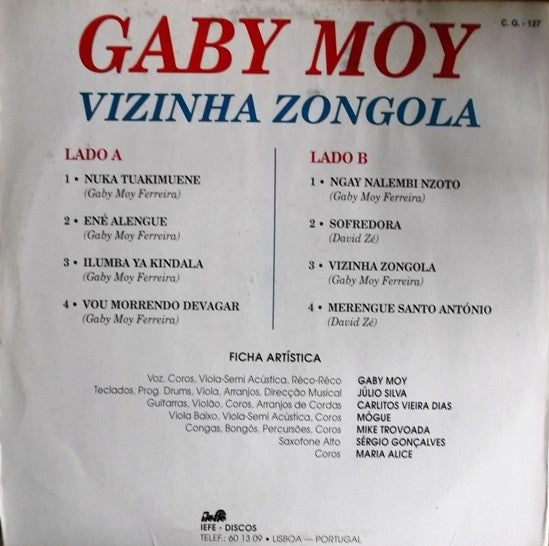 C. G. - 127
GABY MOY
VIZINHA ZONGOLA
LADO A
1 • NUKA TUAKIMUENE
(Gaby Moy Ferreira)
2 • ENÉ ALENGUE
(Gaby Moy Ferreira)
3 • ILUMBA YA KINDALA
(Gaby Moy Ferreira)
4 • VOU MORRENDO DEVAGAR
(Gaby Moy Ferreira)
LADO B
1 • NGAY NALEMBI NZOTO
(Gaby Moy Ferreira)
2 • SOFREDORA
(David Zé)
3 • VIZINHA ZONGOLA
(Gaby Moy Ferreira)
4 • MERENGUE SANTO ANTÓNIO
(David Zé)
FICHA ARTÍSTICA
Voz, Coros, Viola-Semi Acústica, Réco-Réco GABY MOY
Teclados, Prog. Drums, Viola, Arranjos, Direcção Musical JÚLIO SILVA
Guitarras, Violão, Coros, Arranjos de Cordas CARLITOS VIEIRA DIAS
Viola Baixo, Viola-Semi Acústica, Coros MÓGUE
Congas, Bongós, Percursões, Coros MIKE TROVOADA
Saxofone Alto SÉRGIO GONÇALVES
Coros MARIA ALICE
Ieffe
IEFE - DISCOS
TELEF.: 60 13 09 • LISBOA — PORTUGAL